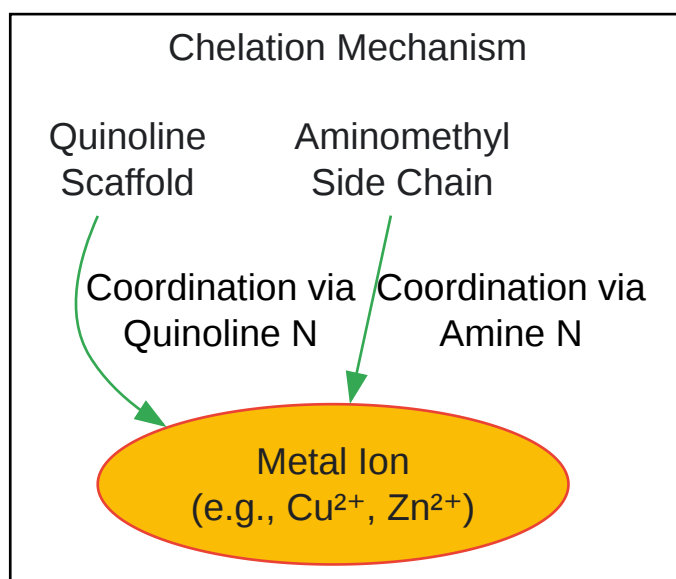 Chelation Mechanism
Quinoline
Scaffold
Aminomethyl
Side Chain
Coordination via
Quinoline N
Coordination via
Amine N
Metal Ion
(e.g., Cu²⁺, Zn²⁺)